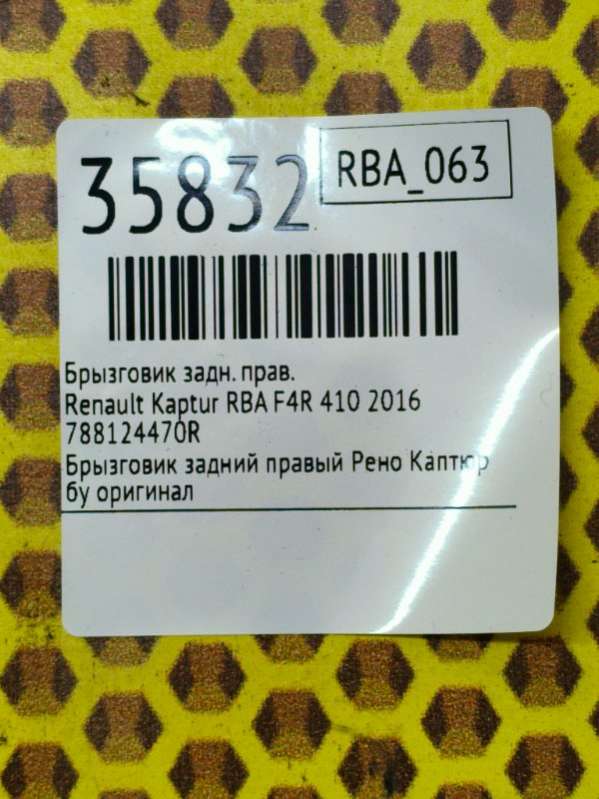 35832
RBA_063
Брызговик задн. прав.
Renault Kaptur RBA F4R 410 2016
788124470R
Брызговик задний правый Рено Каптюр
бу оригинал